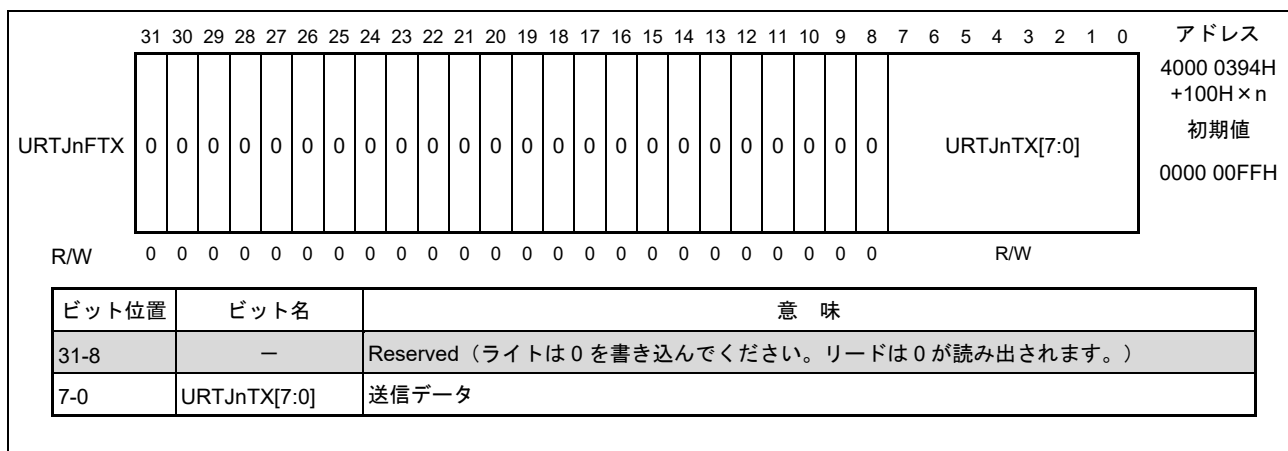 31 30 29 28 27 26 25 24 23 22 21 20 19 18 17 16 15 14 13 12 11 10 9 8 7 6 5 4 3 2 1 0 アドレス
4000 0394H
+100H×n
URTJnFTX 0 0 0 0 0 0 0 0 0 0 0 0 0 0 0 0 0 0 0 0 0 0 0 0 URTJnTX[7:0] 初期値
0000 00FFH
R/W 0 0 0 0 0 0 0 0 0 0 0 0 0 0 0 0 0 0 0 0 0 0 0 0 R/W
ビット位置 ビット名 意 味
31-8 － Reserved（ライトは 0 を書き込んでください。リードは 0 が読み出されます。）
7-0 URTJnTX[7:0] 送信データ